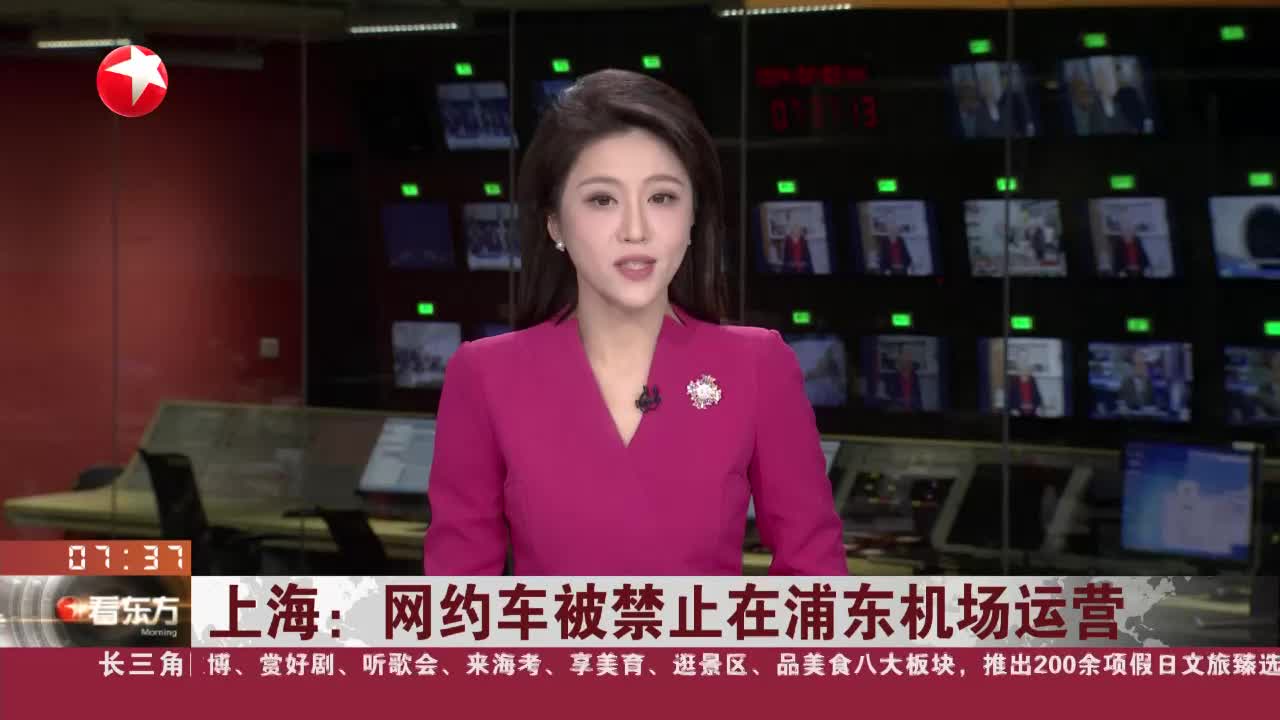 07:37
看东方
Morning
上海：网约车被禁止在浦东机场运营
长三角
博、赏好剧、听歌会、来海考、享美育、逛景区、品美食八大板块，推出200余项假日文旅臻选